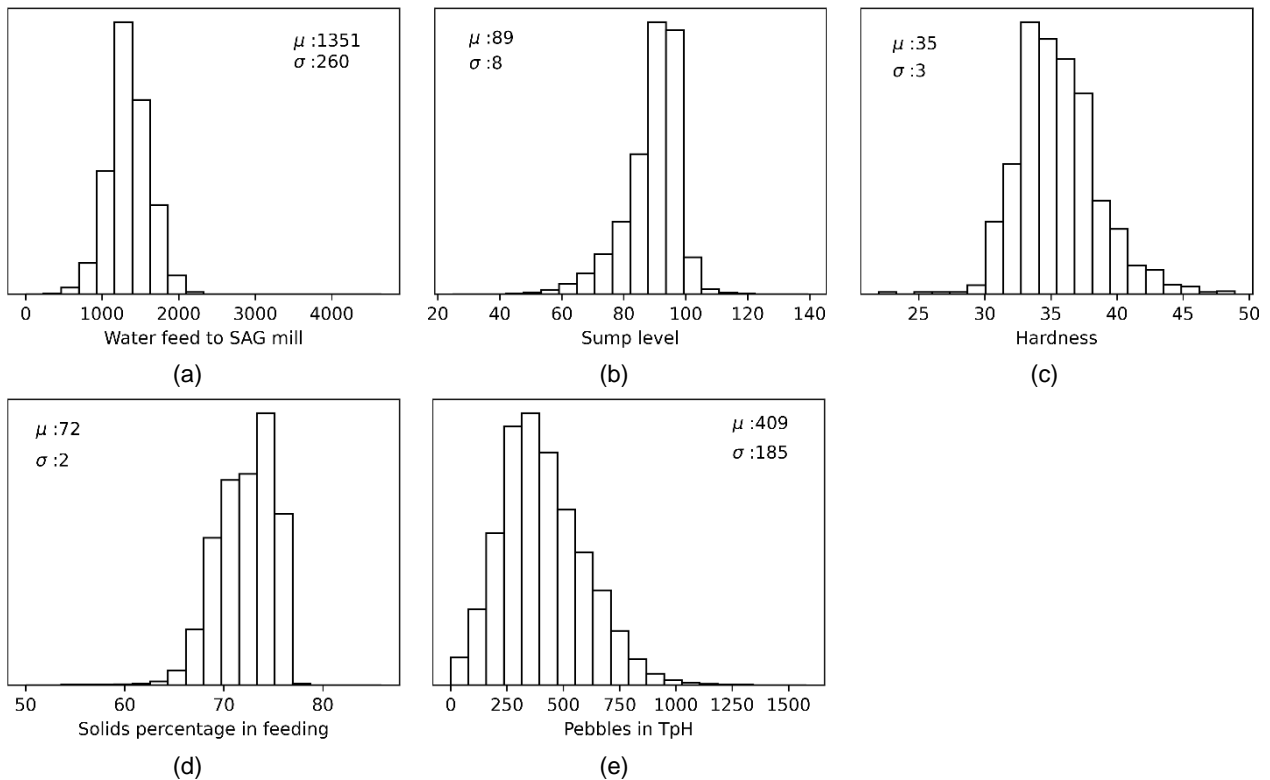 μ :1351
σ :260
0 1000 2000 3000 4000
Water feed to SAG mill
(a)
μ :89
σ :8
20 40 60 80 100 120 140
Sump level
(b)
μ :35
σ :3
25 30 35 40 45 50
Hardness
(c)
μ :72
σ :2
50 60 70 80
Solids percentage in feeding
(d)
μ :409
σ :185
0 250 500 750 1000 1250 1500
Pebbles in TpH
(e)